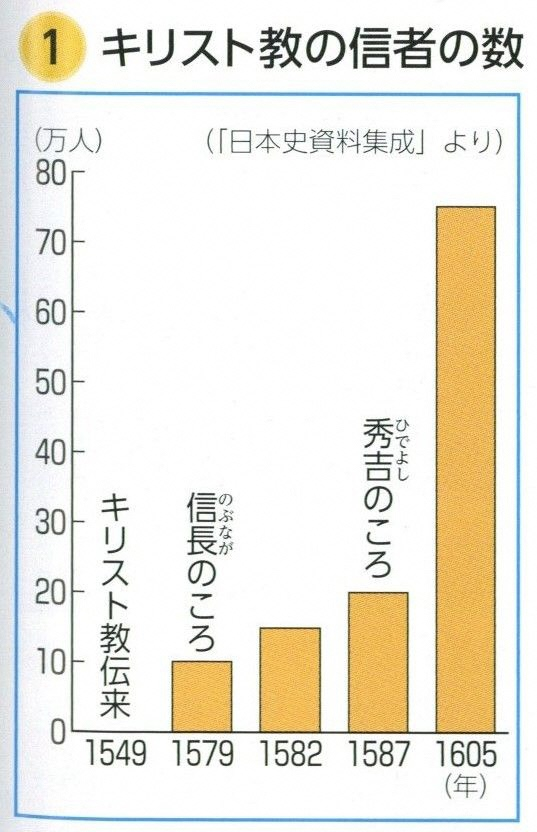 1 キリスト教の信者の数
(万人) (「日本史資料集成」より)
80
70
60
50
40
30
20
10
0
キリスト教伝来
信長のころ
のぶなが
秀吉のころ
ひでよし
1549 1579 1582 1587 1605
(年)